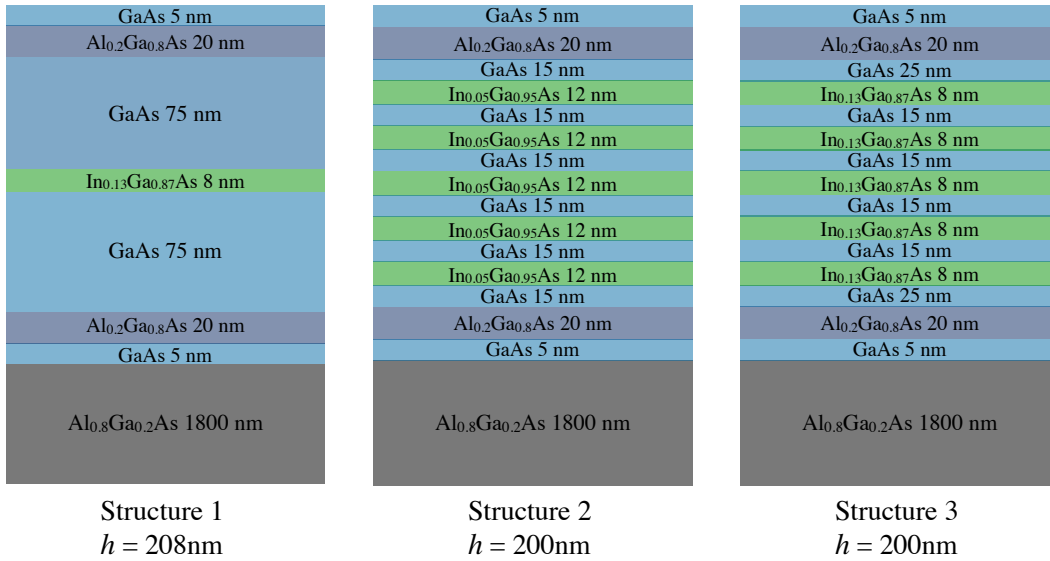 GaAs 5 nm
Al₀.₂Ga₀.₈As 20 nm
GaAs 75 nm
In₀.₁₃Ga₀.₈₇As 8 nm
GaAs 75 nm
Al₀.₂Ga₀.₈As 20 nm
GaAs 5 nm
Al₀.₈Ga₀.₂As 1800 nm
Structure 1
h = 208nm
GaAs 5 nm
Al₀.₂Ga₀.₈As 20 nm
GaAs 15 nm
In₀.₀₅Ga₀.₉₅As 12 nm
GaAs 15 nm
In₀.₀₅Ga₀.₉₅As 12 nm
GaAs 15 nm
In₀.₀₅Ga₀.₉₅As 12 nm
GaAs 15 nm
In₀.₀₅Ga₀.₉₅As 12 nm
GaAs 15 nm
In₀.₀₅Ga₀.₉₅As 12 nm
GaAs 15 nm
Al₀.₂Ga₀.₈As 20 nm
GaAs 5 nm
Al₀.₈Ga₀.₂As 1800 nm
Structure 2
h = 200nm
GaAs 5 nm
Al₀.₂Ga₀.₈As 20 nm
GaAs 25 nm
In₀.₁₃Ga₀.₈₇As 8 nm
GaAs 15 nm
In₀.₁₃Ga₀.₈₇As 8 nm
GaAs 15 nm
In₀.₁₃Ga₀.₈₇As 8 nm
GaAs 15 nm
In₀.₁₃Ga₀.₈₇As 8 nm
GaAs 15 nm
In₀.₁₃Ga₀.₈₇As 8 nm
GaAs 25 nm
Al₀.₂Ga₀.₈As 20 nm
GaAs 5 nm
Al₀.₈Ga₀.₂As 1800 nm
Structure 3
h = 200nm